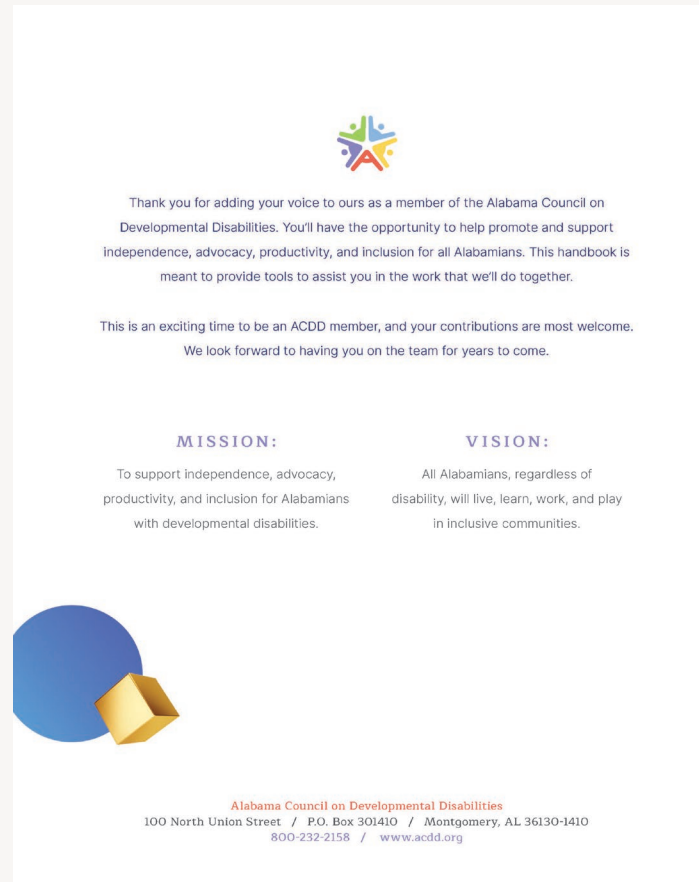 Thank you for adding your voice to ours as a member of the Alabama Council on
Developmental Disabilities. You'll have the opportunity to help promote and support
independence, advocacy, productivity, and inclusion for all Alabamians. This handbook is
meant to provide tools to assist you in the work that we'll do together.
This is an exciting time to be an ACDD member, and your contributions are most welcome.
We look forward to having you on the team for years to come.
MISSION:
To support independence, advocacy,
productivity, and inclusion for Alabamians
with developmental disabilities.
VISION:
All Alabamians, regardless of
disability, will live, learn, work, and play
in inclusive communities.
Alabama Council on Developmental Disabilities
100 North Union Street / P.O. Box 301410 / Montgomery, AL 36130-1410
800-232-2158 / www.acdd.org